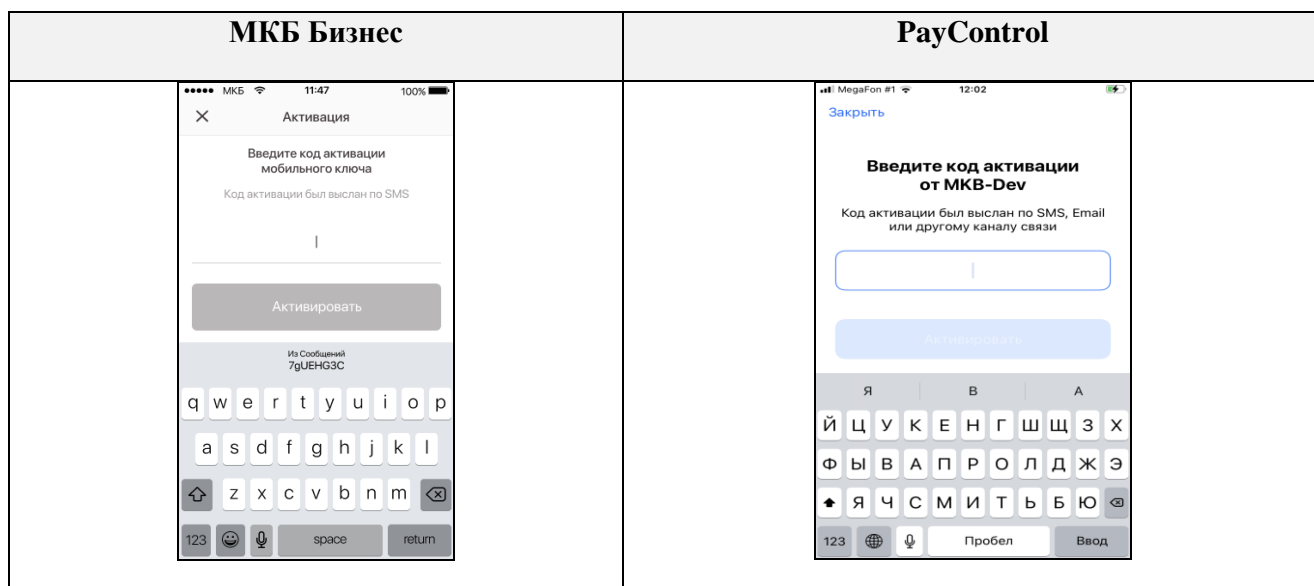 МКБ Бизнес
PayControl
МКБ 11:47 100%
Активация
Введите код активации
мобильного ключа
Код активации был выслан по SMS
Активировать
Из Сообщений
7gUEHG3C
q w e r t y u i o p
a s d f g h j k l
z x c v b n m
123 space return
MegaFon #1 12:02
Закрыть
Введите код активации
от MKB-Dev
Код активации был выслан по SMS, Email
или другому каналу связи
Активировать
Я В А
Й Ц У К Е Н Г Ш Щ З Х
Ф Ы В А П Р О Л Д Ж Э
Я Ч С М И Т Ь Б Ю
123 Пробел Ввод